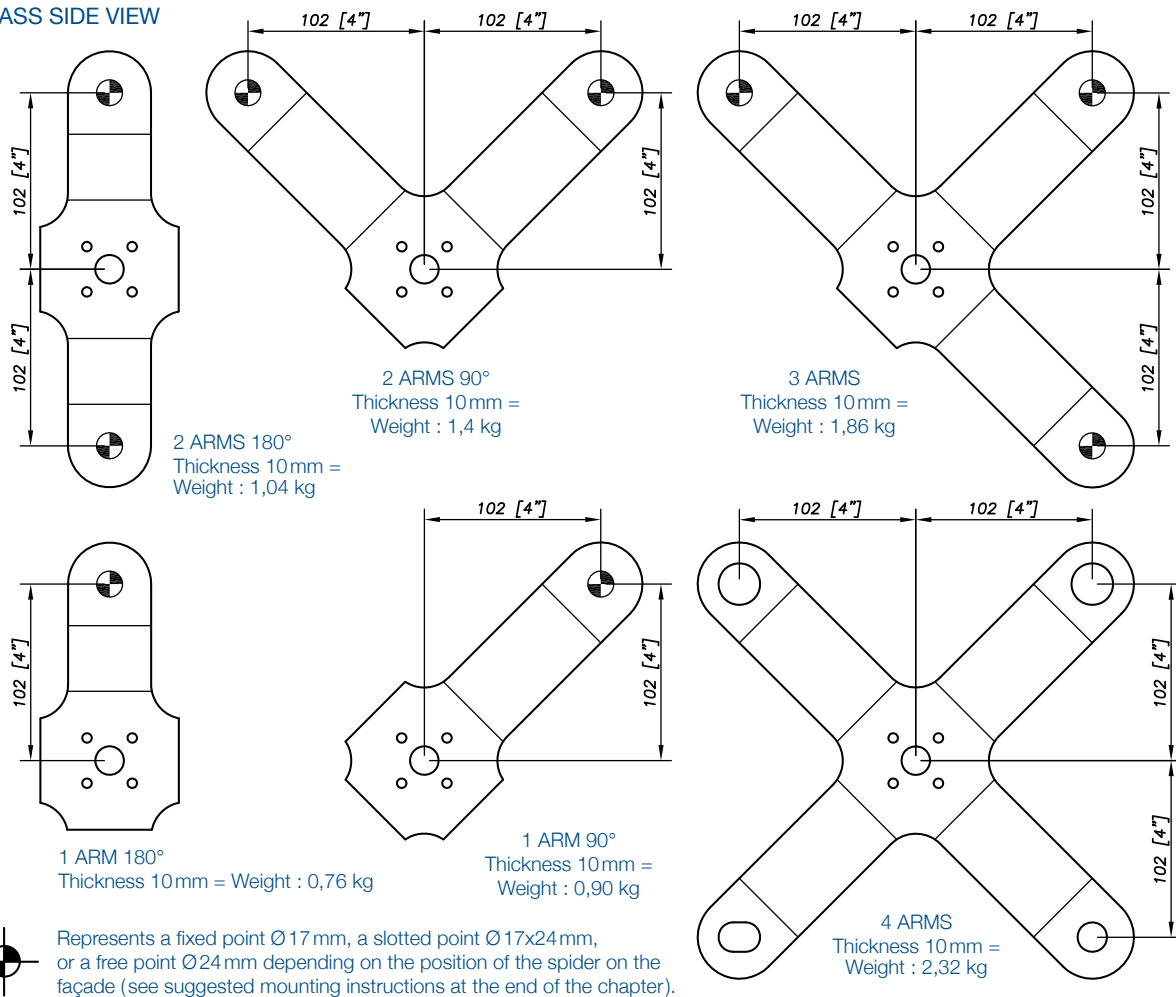 ASS SIDE VIEW
102 [4"]
102 [4"]
102 [4"]
102 [4"]
102 [4"]
102 [4"]
102 [4"]
102 [4"]
102 [4"]
102 [4"]
2 ARMS 180°
Thickness 10 mm =
Weight : 1,04 kg
2 ARMS 90°
Thickness 10 mm =
Weight : 1,4 kg
3 ARMS
Thickness 10 mm =
Weight : 1,86 kg
102 [4"]
102 [4"]
102 [4"]
102 [4"]
102 [4"]
102 [4"]
102 [4"]
1 ARM 180°
Thickness 10 mm = Weight : 0,76 kg
1 ARM 90°
Thickness 10 mm =
Weight : 0,90 kg
4 ARMS
Thickness 10 mm =
Weight : 2,32 kg
Represents a fixed point Ø 17 mm, a slotted point Ø 17x24 mm,
or a free point Ø 24 mm depending on the position of the spider on the
façade (see suggested mounting instructions at the end of the chapter).